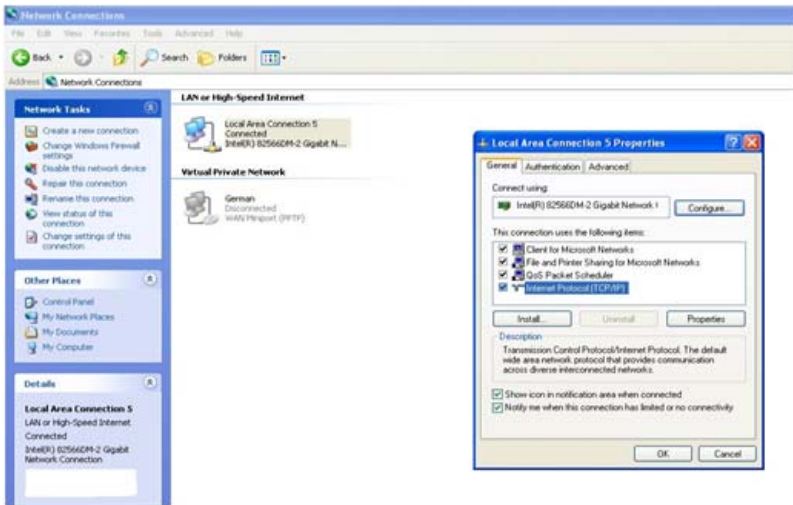 Network Connections
File Edit View Favorites Tools Advanced Help
Back Search Folders
Address Network Connections
Network Tasks
Create a new connection
Change Windows Firewall
settings
Disable this network device
Repair this connection
Rename this connection
View status of this
connection
Change settings of this
connection
Other Places
Control Panel
My Network Places
My Documents
My Computer
Details
Local Area Connection 5
LAN or High-Speed Internet
Connected
Intel(R) 82566DM-2 Gigabit
Network Connection
LAN or High-Speed Internet
Local Area Connection 5
Connected
Intel(R) 82566DM-2 Gigabit N...
Virtual Private Network
German
Disconnected
WAN Miniport (PPTP)
Local Area Connection 5 Properties
General Authentication Advanced
Connect using:
Intel(R) 82566DM-2 Gigabit Network
Configure...
This connection uses the following items:
Client for Microsoft Networks
File and Printer Sharing for Microsoft Networks
QoS Packet Scheduler
Internet Protocol (TCP/IP)
Install... Uninstall Properties
Description
Transmission Control Protocol/Internet Protocol. The default
wide area network protocol that provides communication
across diverse interconnected networks.
Show icon in notification area when connected
Notify me when this connection has limited or no connectivity
OK Cancel